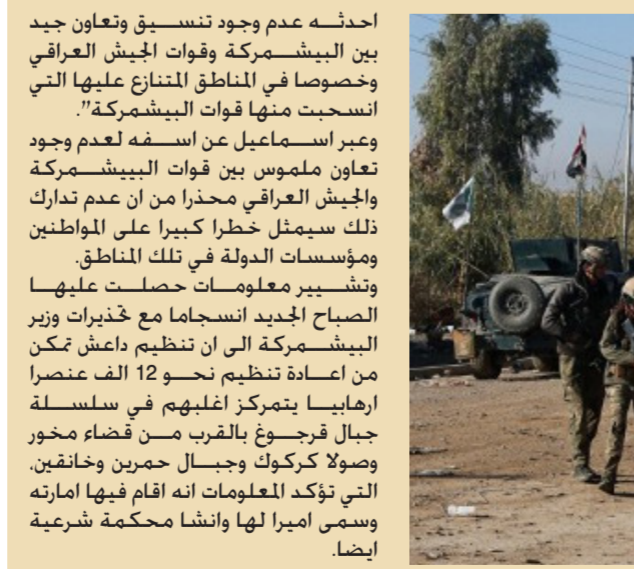 احدثه عدم وجود تنسيق وتعاون جيد
بين البيشمركة وقوات الجيش العراقي
وخصوصا في المناطق المتنازع عليها التي
انسحبت منها قوات البيشمركة".
وعبر اسماعيل عن اسفه لعدم وجود
تعاون ملموس بين قوات البييشمركة
والجيش العراقي محذرا من ان عدم تدارك
ذلك سيمثل خطرا كبيرا على المواطنين
ومؤسسات الدولة في تلك المناطق.
وتشيير معلومات حصلت عليها
الصباح الجديد انسجاما مع تحذيرات وزير
البيشمركة الى ان تنظيم داعش تمكن
من اعادة تنظيم نحو 12 الف عنصرا
ارهابيا يتمركز اغلبهم في سلسلة
جبال قرجوغ بالقرب من قضاء مخور
وصولا كركوك وجبال حمرين وخانقين،
التي تؤكد المعلومات انه اقام فيها امارته
وسمى اميرا لها وانشا محكمة شرعية
ايضا.